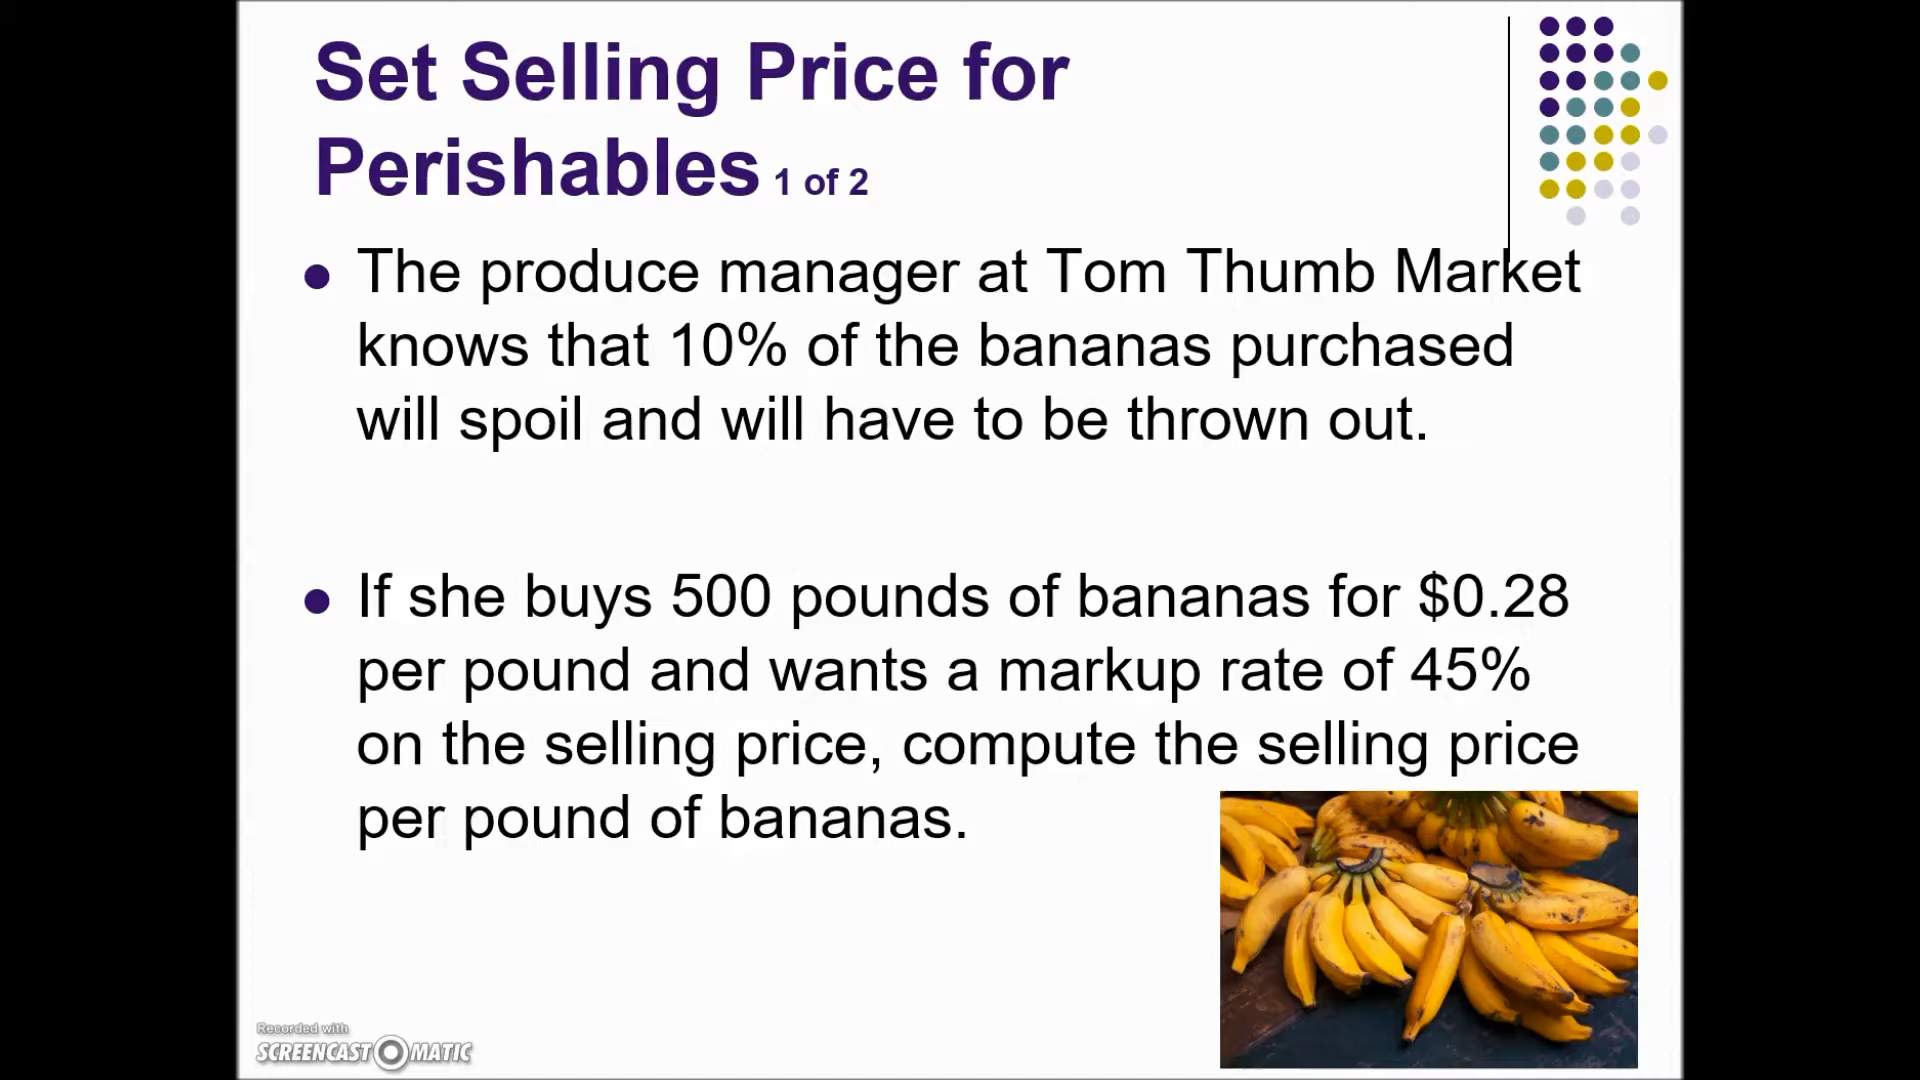 Set Selling Price for
Perishables 1 of 2
The produce manager at Tom Thumb Market
knows that 10% of the bananas purchased
will spoil and will have to be thrown out.
If she buys 500 pounds of bananas for $0.28
per pound and wants a markup rate of 45%
on the selling price, compute the selling price
per pound of bananas.
Recorded with
SCREENCAST MATIC